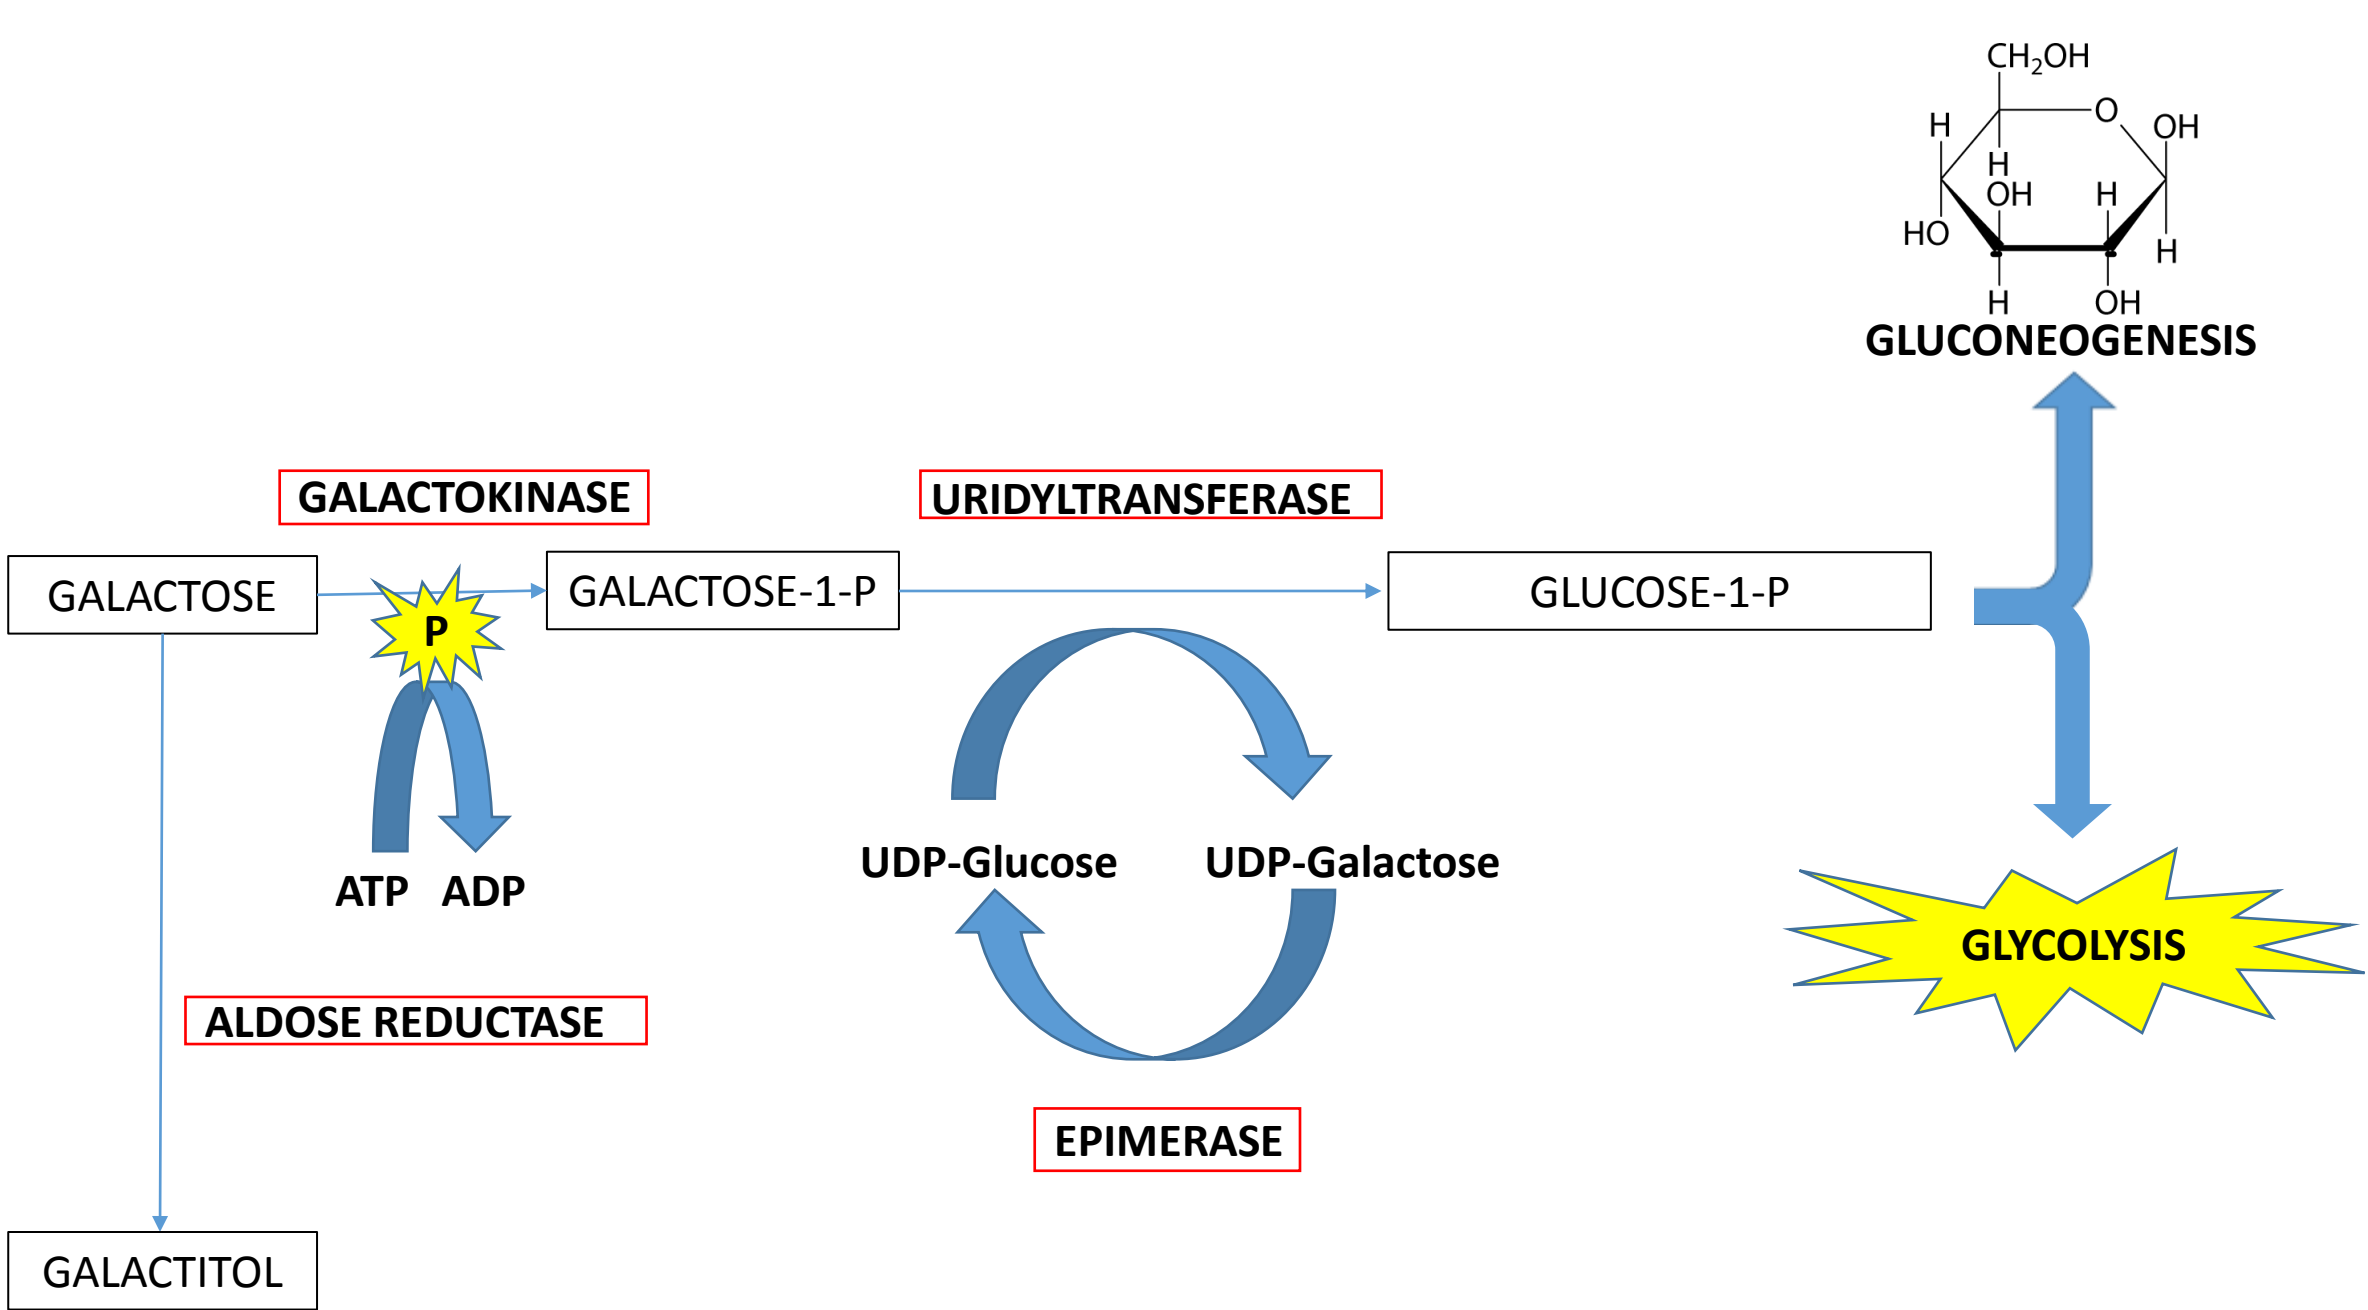 CH2OH
H
O
OH
H
OH
H
HO
H
H
OH
GLUCONEOGENESIS
GALACTOKINASE
URIDYLTRANSFERASE
GALACTOSE
P
GALACTOSE-1-P
GLUCOSE-1-P
ATP ADP
UDP-Glucose
UDP-Galactose
GLYCOLYSIS
ALDOSE REDUCTASE
EPIMERASE
GALACTITOL